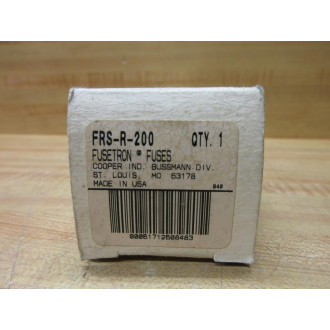 FRS-R-200 QTY. 1
FUSETRON ® FUSES
COOPER IND. BUSSMANN DIV.
ST. LOUIS, MO 63178
MADE IN USA